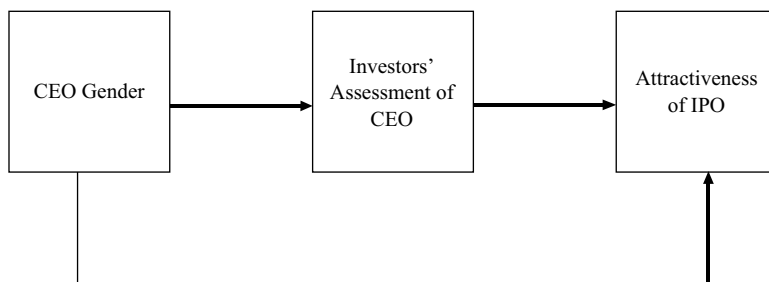 CEO Gender
Investors’
Assessment of
CEO
Attractiveness
of IPO